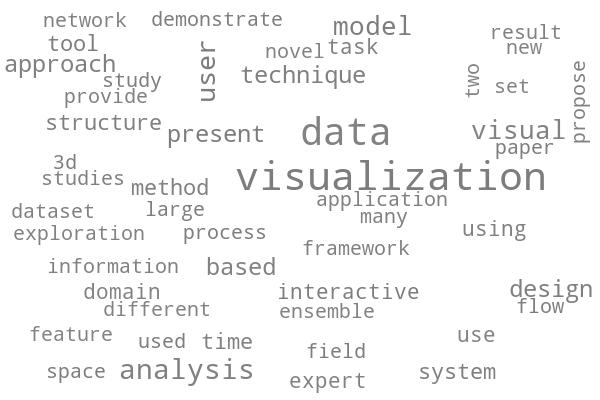 network
demonstrate
model
result
tool
user
novel
task
new
approach
study
technique
two
set
propose
provide
structure
present
data
visual
paper
3d
studies
method
visualization
dataset
large
application
many
exploration
process
using
framework
information
based
domain
interactive
design
different
ensemble
flow
feature
used
time
field
use
space
analysis
expert
system